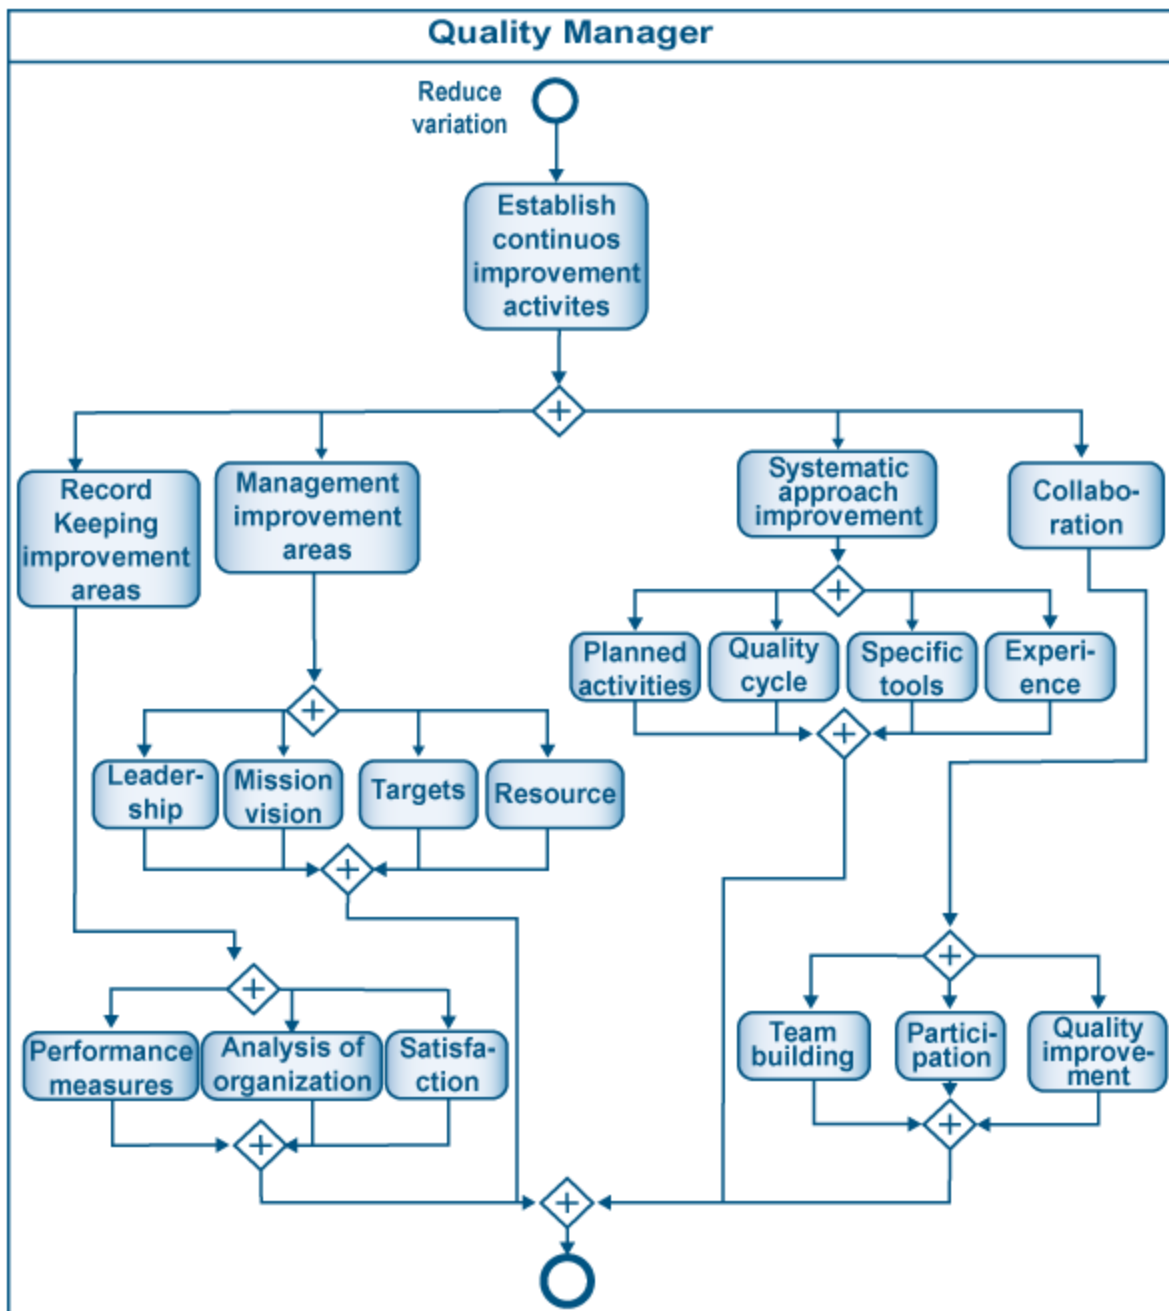 Quality Manager
Reduce
variation
Establish
continuos
improvement
activites
Record
Keeping
improvement
areas
Management
improvement
areas
Systematic
approach
improvement
Collabo-
ration
Planned
activities
Quality
cycle
Specific
tools
Experi-
ence
Leader-
ship
Mission
vision
Targets
Resource
Performance
measures
Analysis of
organization
Satisfa-
ction
Team
building
Partici-
pation
Quality
improve-
ment